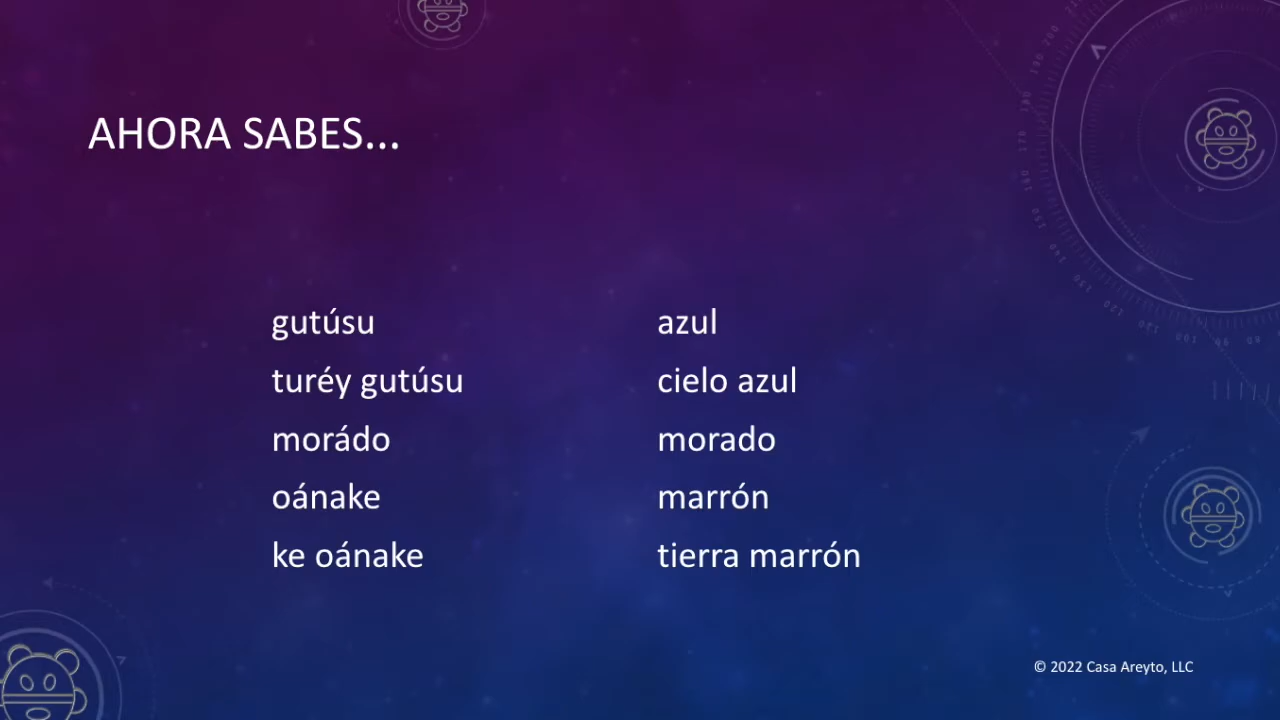 AHORA SABES...
gutúsu azul
turéy gutúsu cielo azul
morádo morado
oánake marrón
ke oánake tierra marrón
© 2022 Casa Areyto, LLC